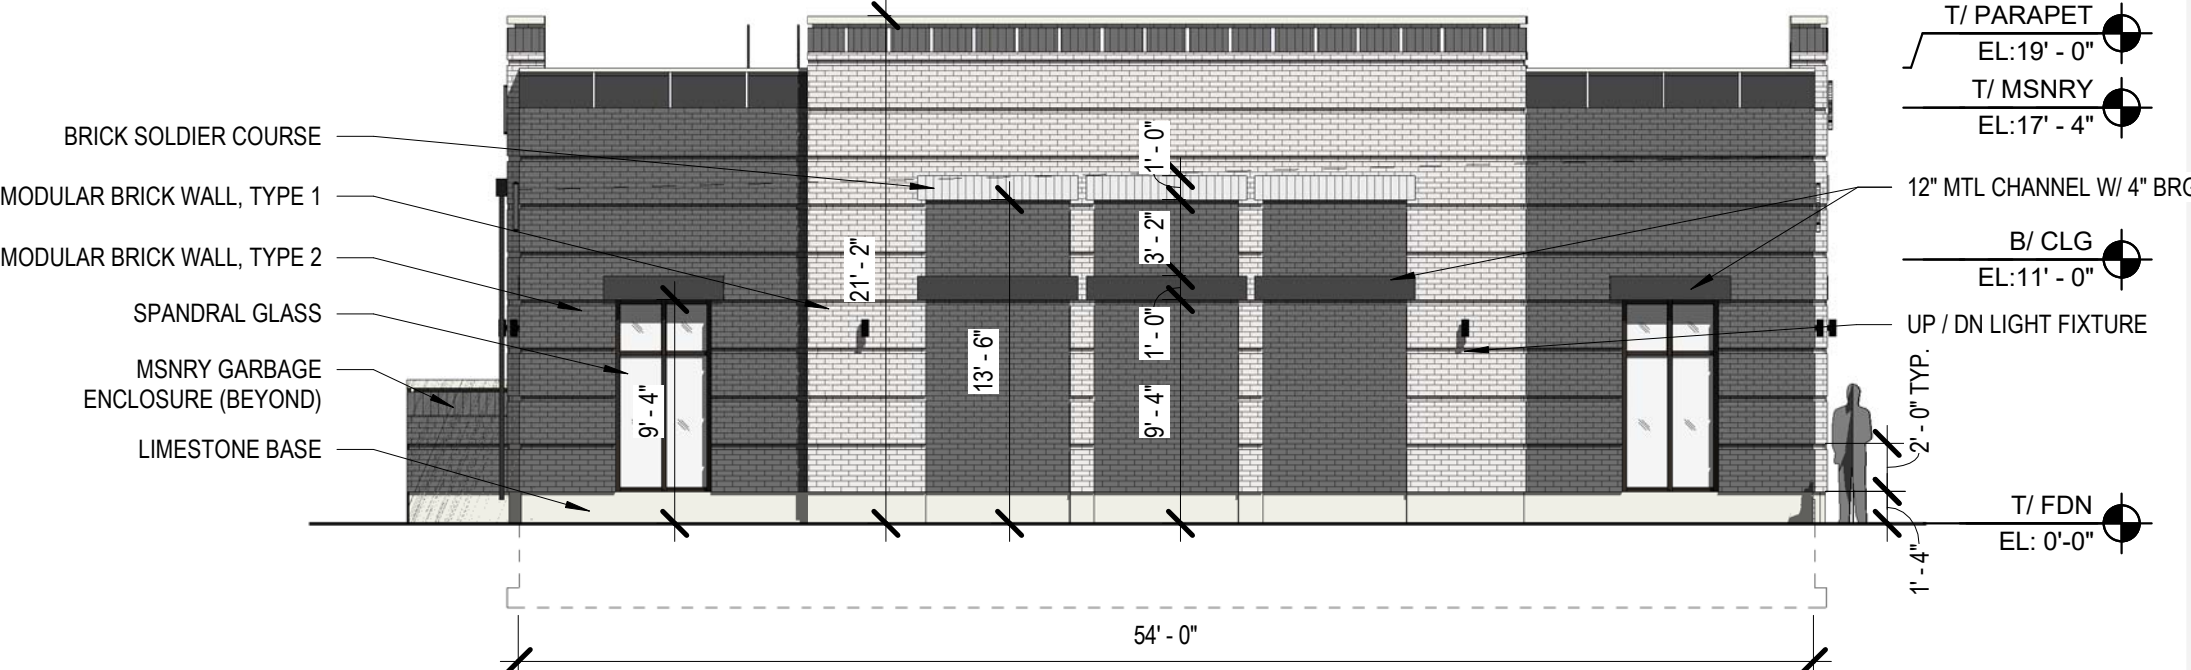 T/ PARAPET
EL:19' - 0"
T/ MSNRY
EL:17' - 4"
BRICK SOLDIER COURSE
1' - 0"
MODULAR BRICK WALL, TYPE 1
12" MTL CHANNEL W/ 4" BRG
3' - 2"
B/ CLG
EL:11' - 0"
MODULAR BRICK WALL, TYPE 2
21' - 2"
SPANDRAL GLASS
1' - 0"
UP / DN LIGHT FIXTURE
13' - 6"
MSNRY GARBAGE
ENCLOSURE (BEYOND)
9' - 4"
9' - 4"
2' - 0" TYP.
LIMESTONE BASE
T/ FDN
EL: 0'-0"
1' - 4"
54' - 0"